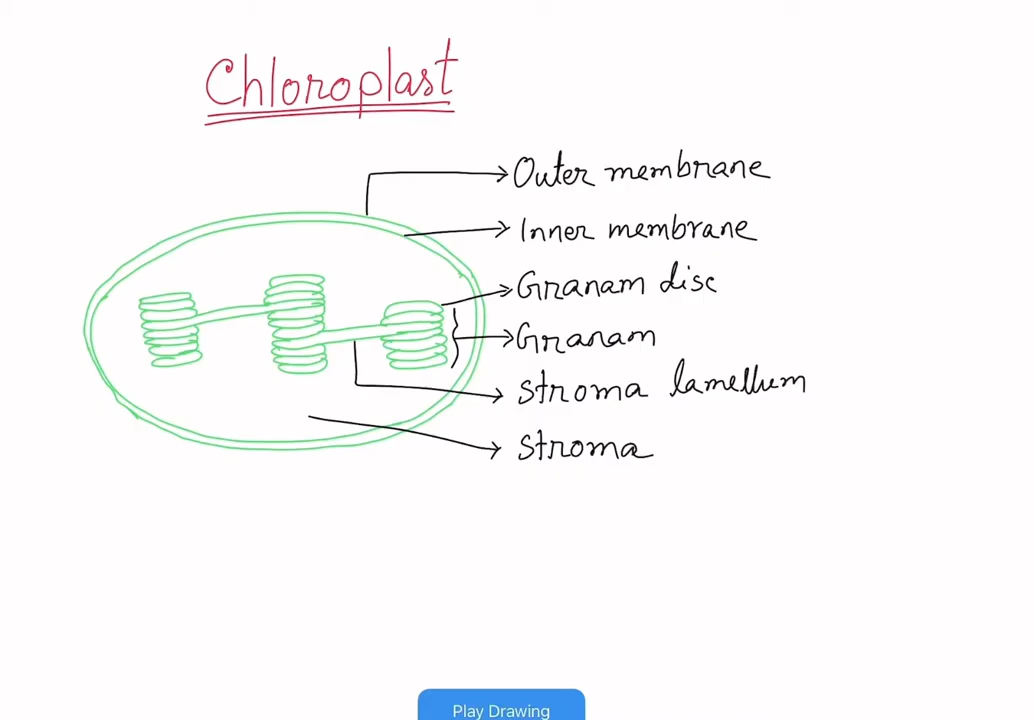 Chloroplast
Outer membrane
Inner membrane
Granam disc
Granam
Stroma lamellum
Stroma
Play Drawing